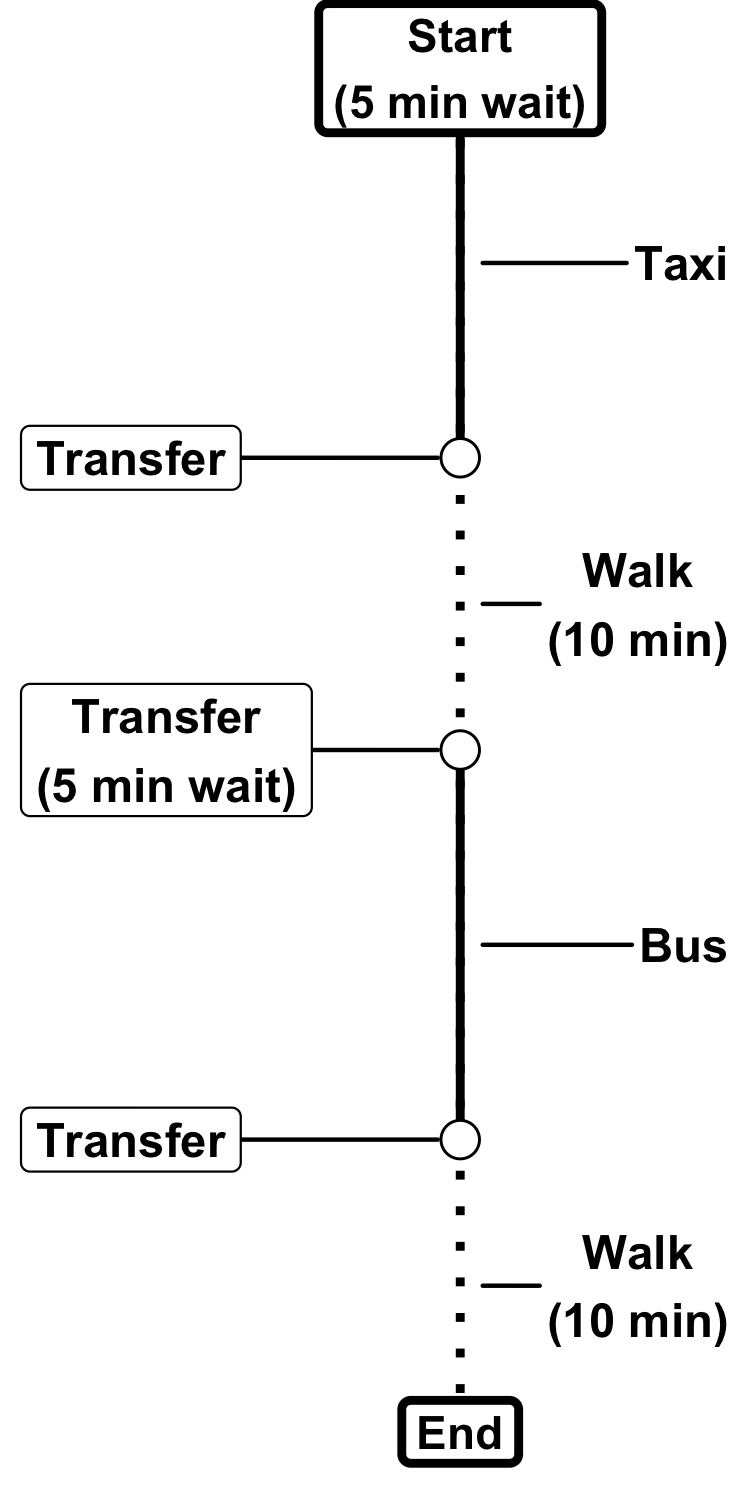 Start
(5 min wait)
Taxi
Transfer
Walk
(10 min)
Transfer
(5 min wait)
Bus
Transfer
Walk
(10 min)
End